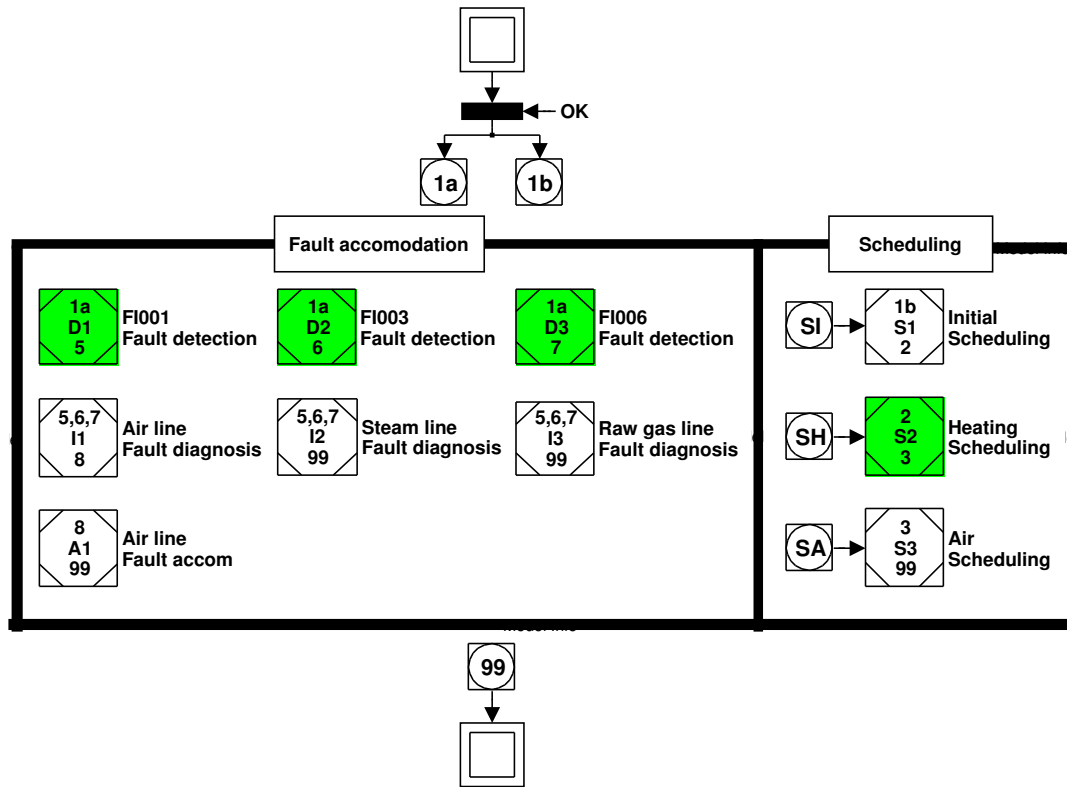 OK
1a
1b
Fault accomodation
Scheduling
1a
D1
5
FI001
Fault detection
1a
D2
6
FI003
Fault detection
1a
D3
7
FI006
Fault detection
SI
1b
S1
2
Initial
Scheduling
5,6,7
I1
8
Air line
Fault diagnosis
5,6,7
I2
99
Steam line
Fault diagnosis
5,6,7
I3
99
Raw gas line
Fault diagnosis
SH
2
S2
3
Heating
Scheduling
8
A1
99
Air line
Fault accom
SA
3
S3
99
Air
Scheduling
99